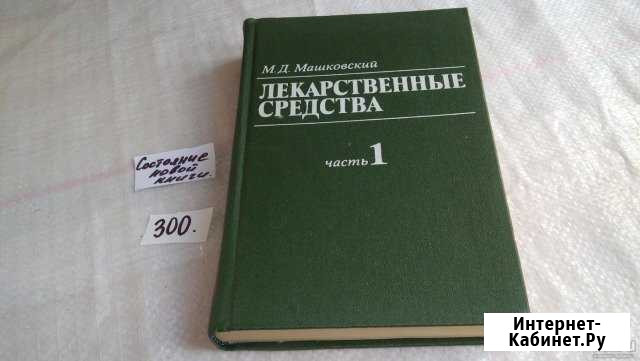 М. Д. Машковский
ЛЕКАРСТВЕННЫЕ
СРЕДСТВА
часть 1
Состояние
новой
книги.
300.
Интернет-
Кабинет.Ру